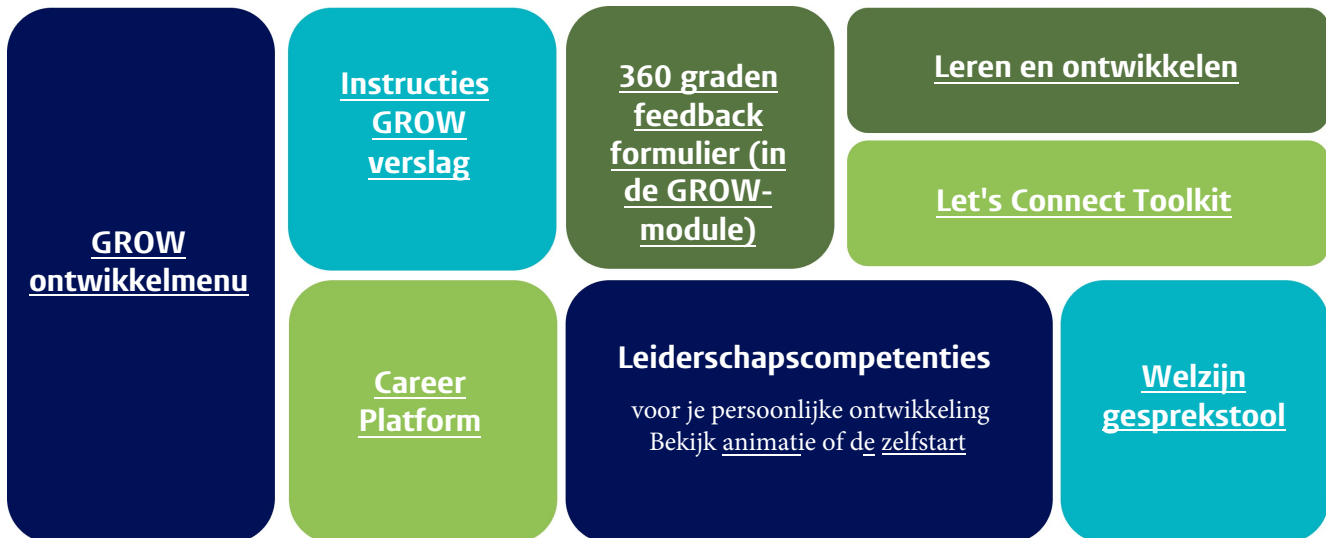 GROW
ontwikkelmenu
Instructies
GROW
verslag
360 graden
feedback
formulier (in
de GROW-
module)
Leren en ontwikkelen
Let's Connect Toolkit
Career
Platform
Leiderschapscompetenties
voor je persoonlijke ontwikkeling
Bekijk animatie of de zelfstart
Welzijn
gesprekstool